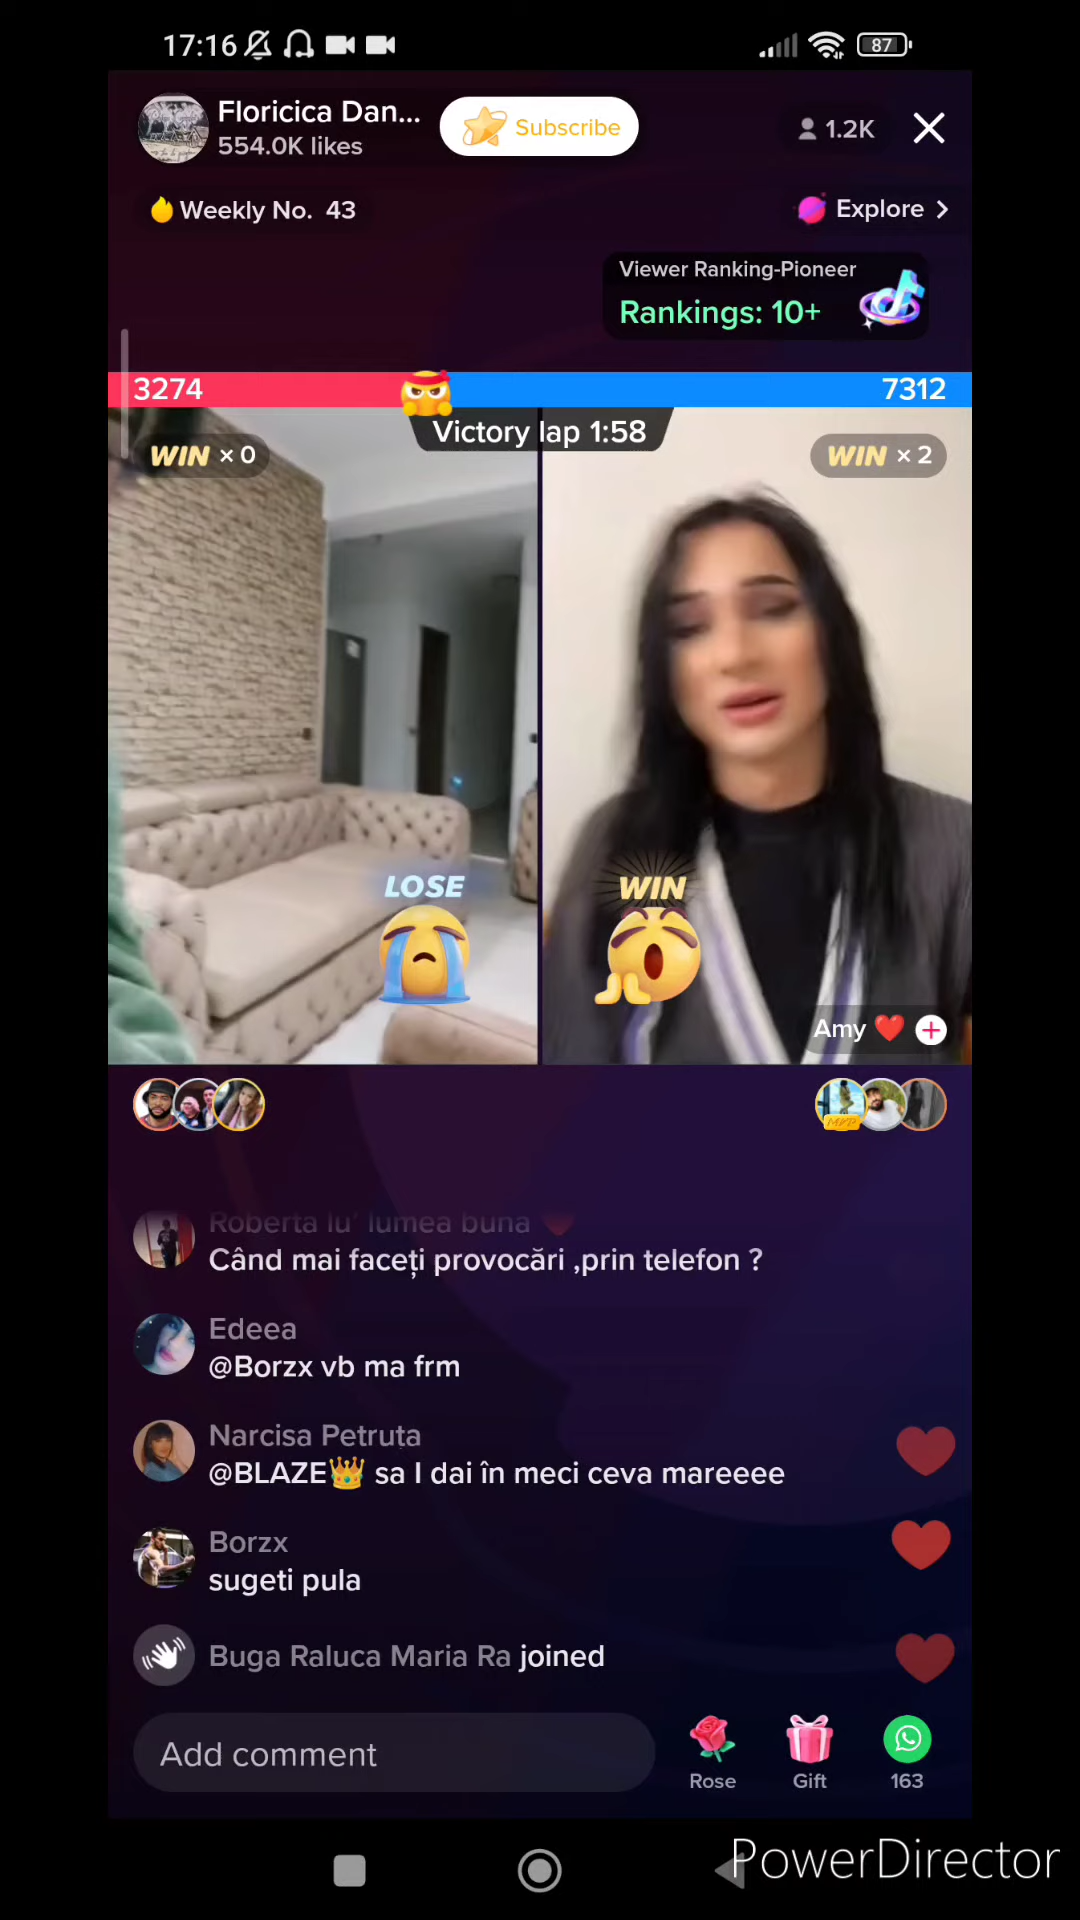 17:16
87
Floricica Dan...
554.0K likes
Subscribe
1.2K
Weekly No. 43
Explore
Viewer Ranking-Pioneer
Rankings: 10+
3274
7312
Victory lap 1:58
WIN × 0
WIN × 2
LOSE
WIN
Amy ❤️
Roberta lu' lumea buna ❤️
Când mai faceți provocări ,prin telefon ?
Edeea
@Borzx vb ma frm
Narcisa Petruța
@BLAZE👑 sa I dai în meci ceva mareeee
Borzx
sugeti pula
Buga Raluca Maria Ra joined
Add comment
Rose
Gift
163
PowerDirector